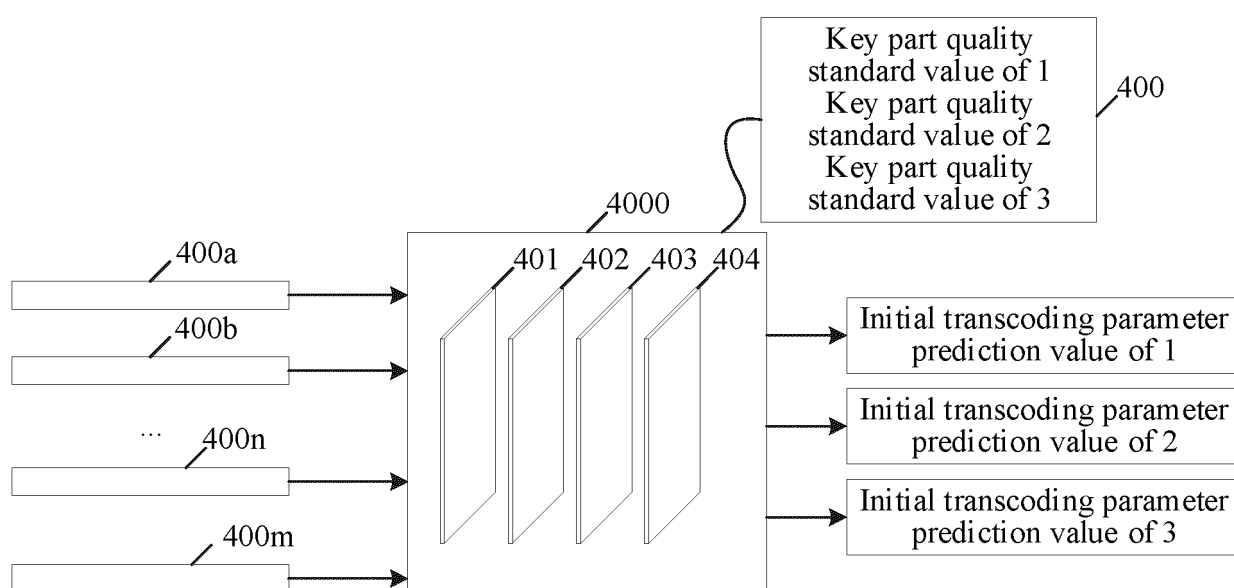 Key part quality
standard value of 1
Key part quality
standard value of 2
Key part quality
standard value of 3
400
4000
400a
401
402
403
404
400b
Initial transcoding parameter
prediction value of 1
...
400n
Initial transcoding parameter
prediction value of 2
400m
Initial transcoding parameter
prediction value of 3